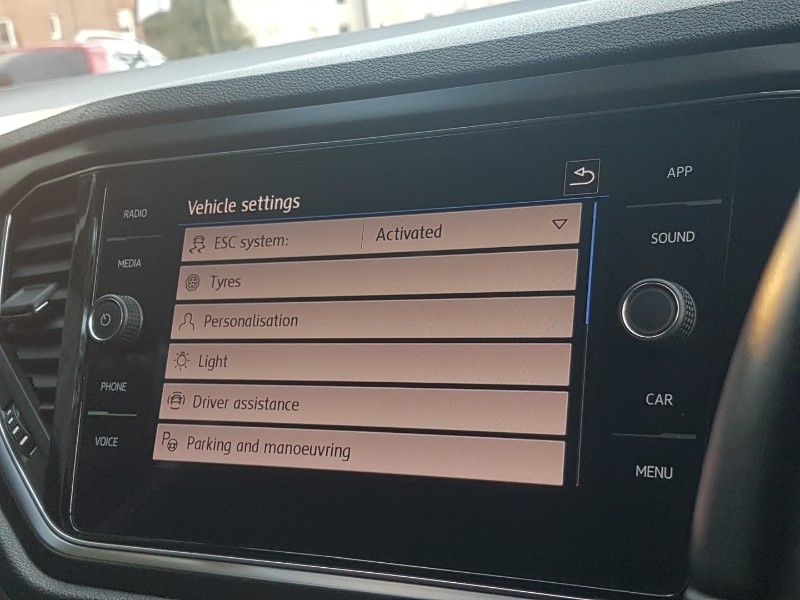 Vehicle settings
ESC system: Activated
Tyres
Personalisation
Light
Driver assistance
Parking and manoeuvring
RADIO
MEDIA
PHONE
VOICE
APP
SOUND
CAR
MENU